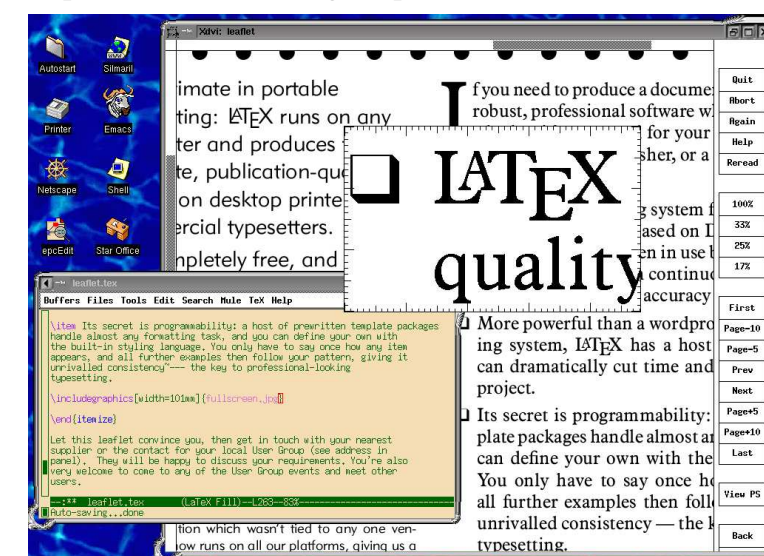 Xdvi: leaflet
Autostart
Silmaril
Printer
Emacs
Netscape
Shell
epcEdit
Star Office
imate in portable
ting: LATEX runs on any
ter and produces
te, publication-qu
on desktop printe
ercial typesetters.
mpletely free, and
If you need to produce a docume
robust, professional software w
for your
sher, or a
g system f
ased on
en in use
continu
accuracy
❏ LATEX
quality
❏ More powerful than a wordpro
ing system, LATEX has a host
can dramatically cut time and
project.
❏ Its secret is programmability:
plate packages handle almost a
can define your own with the
You only have to say once ho
all further examples then foll
unrivalled consistency — the k
typesetting.
leaflet.tex
Buffers Files Tools Edit Search Mule TeX Help
\item Its secret is programmability: a host of prewritten template packages
handle almost any formatting task, and you can define your own with
the built-in styling language. You only have to say once how any item
appears, and all further examples then follow your pattern, giving it
unrivalled consistency~--- the key to professional-looking
typesetting.
\includegraphics[width=101mm]{fullscreen.jpg}
\end{itemize}
Let this leaflet convince you, then get in touch with your nearest
supplier or the contact for your local User Group (see address in
panel). They will be happy to discuss your requirements. You're also
very welcome to come to any of the User Group events and meet other
users.
--:** leaflet.tex (LaTeX Fill)--L263--83%
Auto-saving...done
tion which wasn't tied to any one ven-
ow runs on all our platforms, giving us a
Quit
Abort
Again
Help
Reread
100%
33%
25%
17%
First
Page-10
Page-5
Prev
Next
Page+5
Page+10
Last
View PS
Back